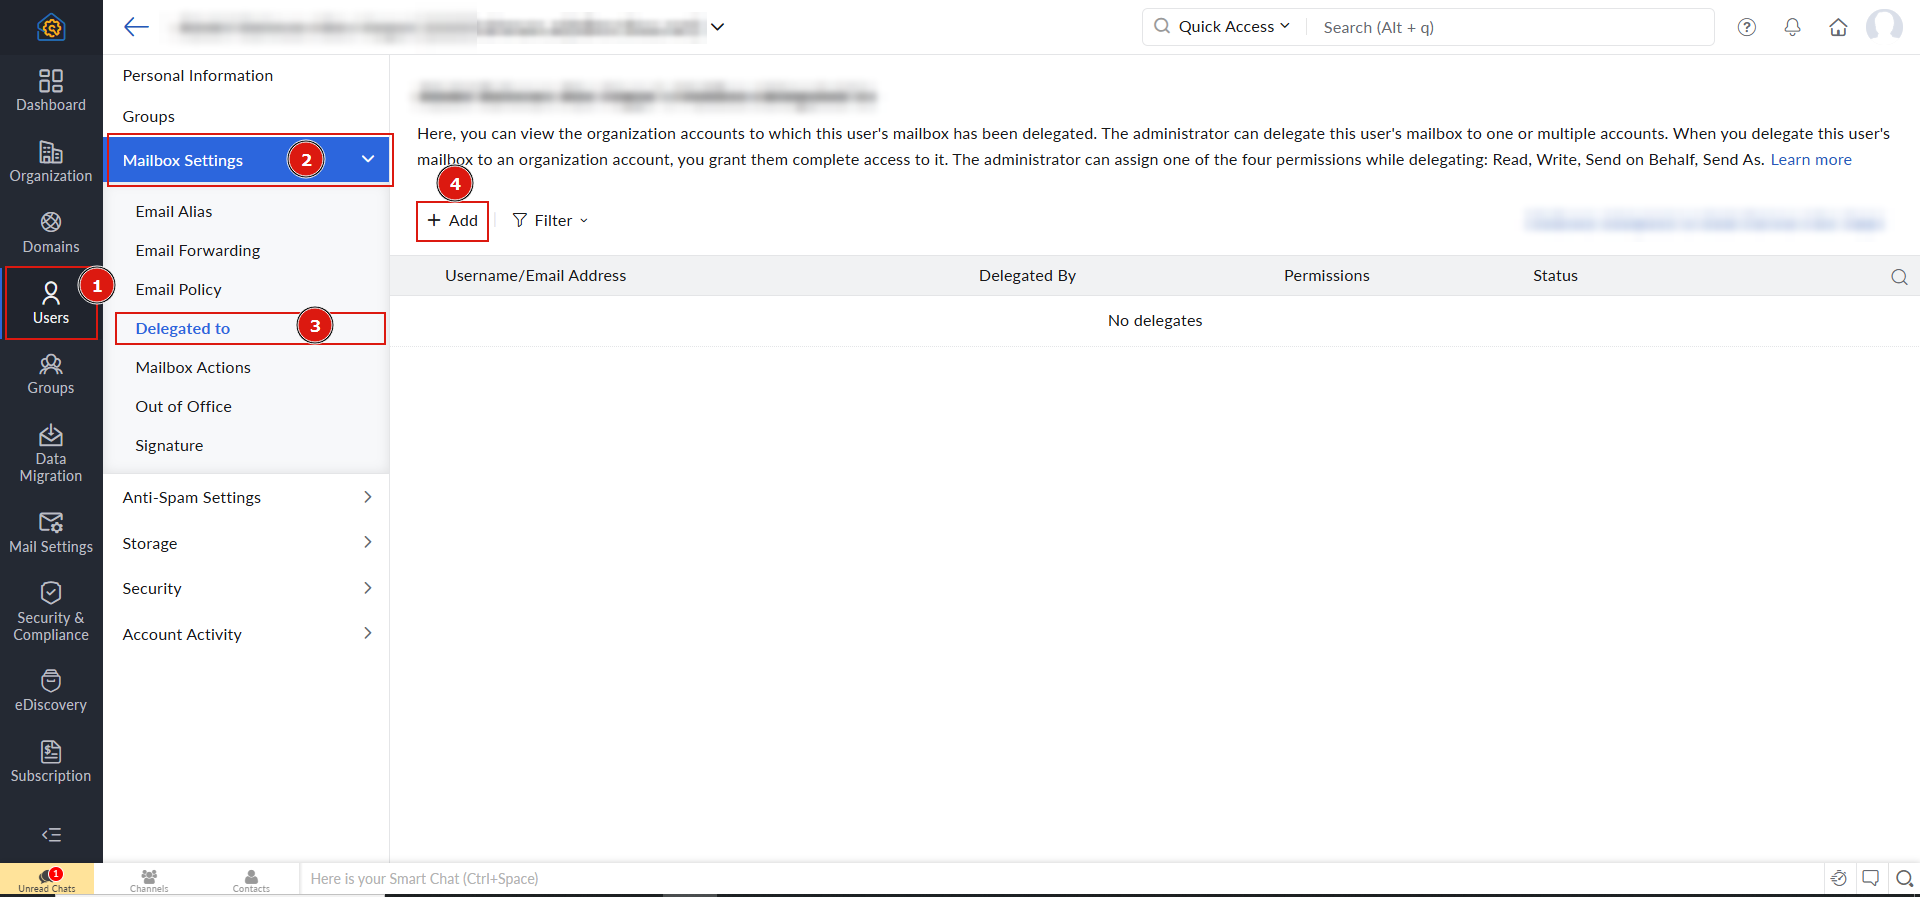 Quick Access
Search (Alt + q)
Dashboard
Organization
Domains
Users
1
Groups
Data
Migration
Mail Settings
Security &
Compliance
eDiscovery
Subscription
Personal Information
Groups
Mailbox Settings
2
Email Alias
Email Forwarding
Email Policy
Delegated to
3
Mailbox Actions
Out of Office
Signature
Anti-Spam Settings
Storage
Security
Account Activity
Here, you can view the organization accounts to which this user's mailbox has been delegated. The administrator can delegate this user's mailbox to one or multiple accounts. When you delegate this user's
mailbox to an organization account, you grant them complete access to it. The administrator can assign one of the four permissions while delegating: Read, Write, Send on Behalf, Send As. Learn more
4
+ Add
Filter
Username/Email Address
Delegated By
Permissions
Status
No delegates
1
Unread Chats
Channels
Contacts
Here is your Smart Chat (Ctrl+Space)